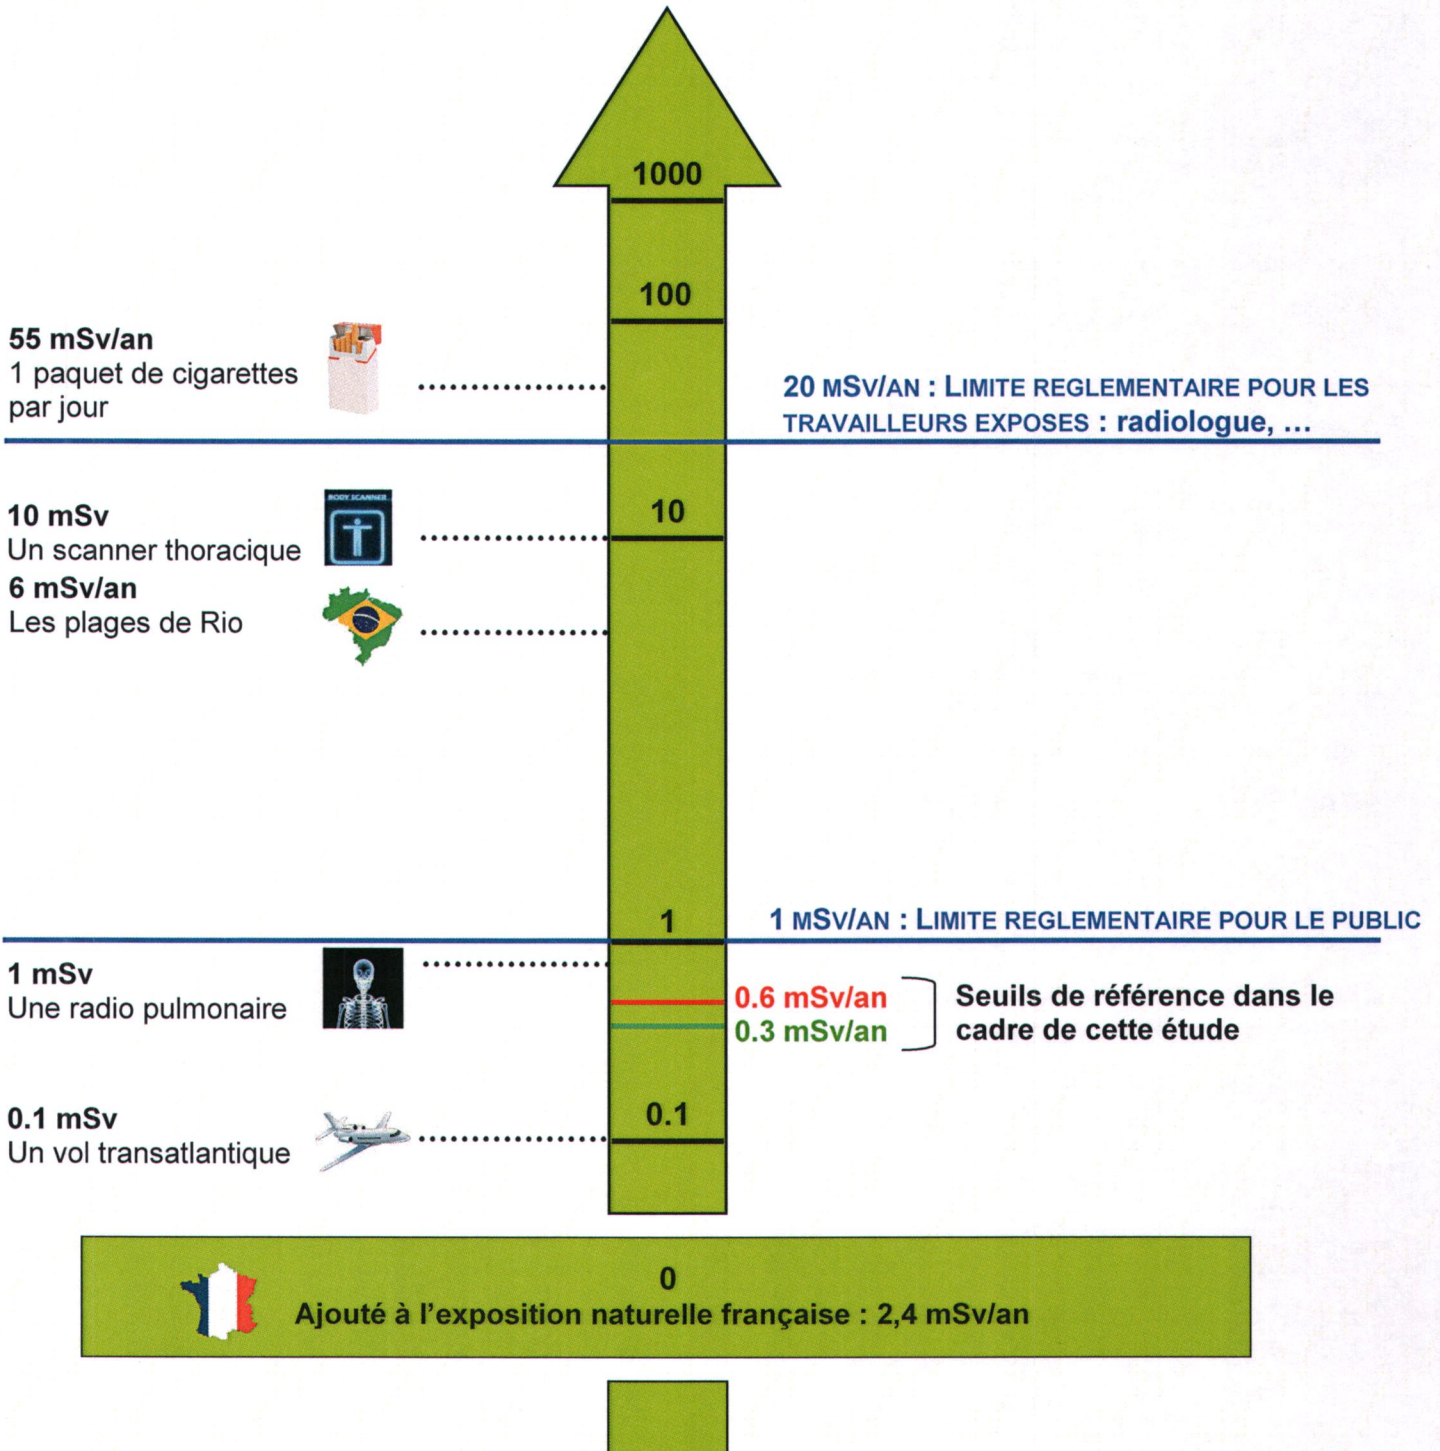 1000
100
55 mSv/an
1 paquet de cigarettes
par jour
20 MSV/AN : LIMITE REGLEMENTAIRE POUR LES
TRAVAILLEURS EXPOSES : radiologue, ...
BODY SCANNER
10 mSv
Un scanner thoracique
10
6 mSv/an
Les plages de Rio
1
1 MSV/AN : LIMITE REGLEMENTAIRE POUR LE PUBLIC
1 mSv
Une radio pulmonaire
0.6 mSv/an
0.3 mSv/an
Seuils de référence dans le
cadre de cette étude
0.1 mSv
Un vol transatlantique
0.1
0
Ajouté à l'exposition naturelle française : 2,4 mSv/an